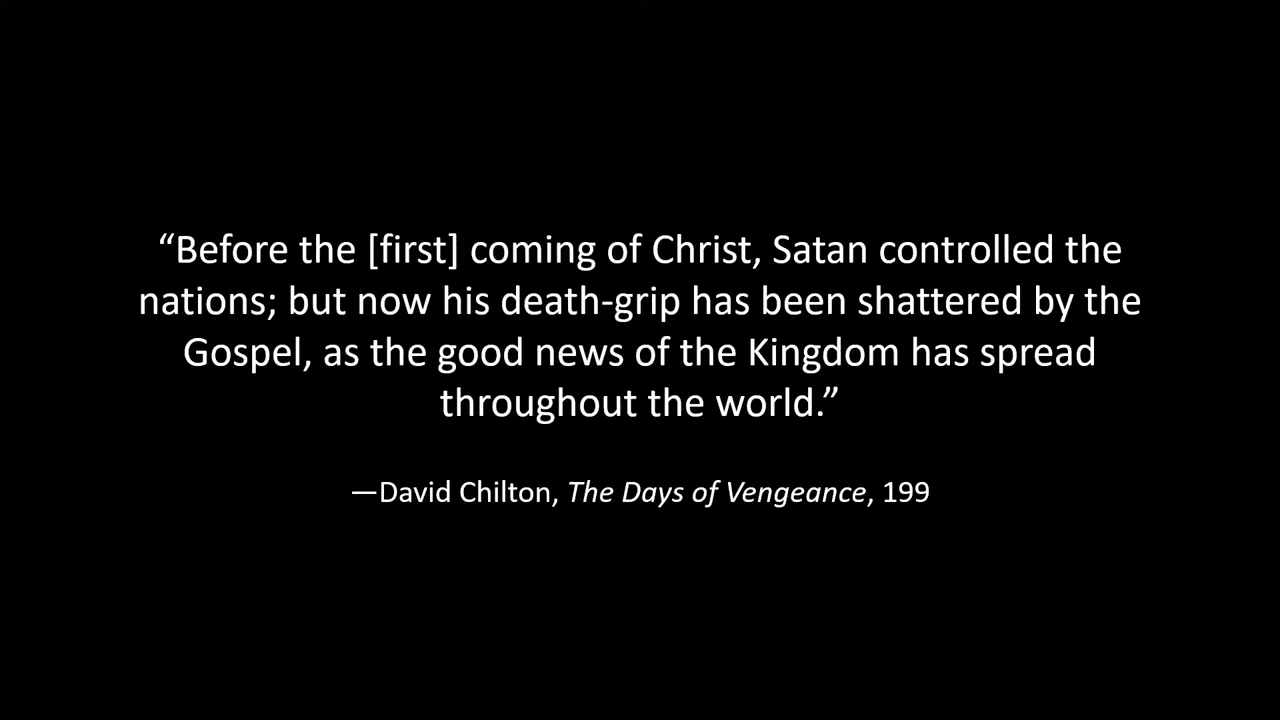 “Before the [first] coming of Christ, Satan controlled the
nations; but now his death-grip has been shattered by the
Gospel, as the good news of the Kingdom has spread
throughout the world.”
—David Chilton, The Days of Vengeance, 199